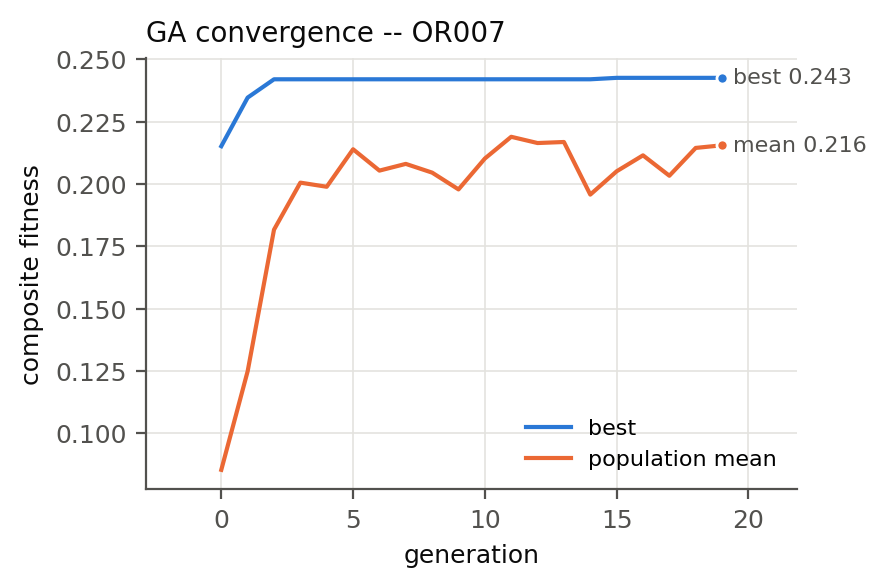 GA convergence -- OR007
composite fitness
0.250
0.225
0.200
0.175
0.150
0.125
0.100
best 0.243
mean 0.216
best
population mean
0 5 10 15 20
generation